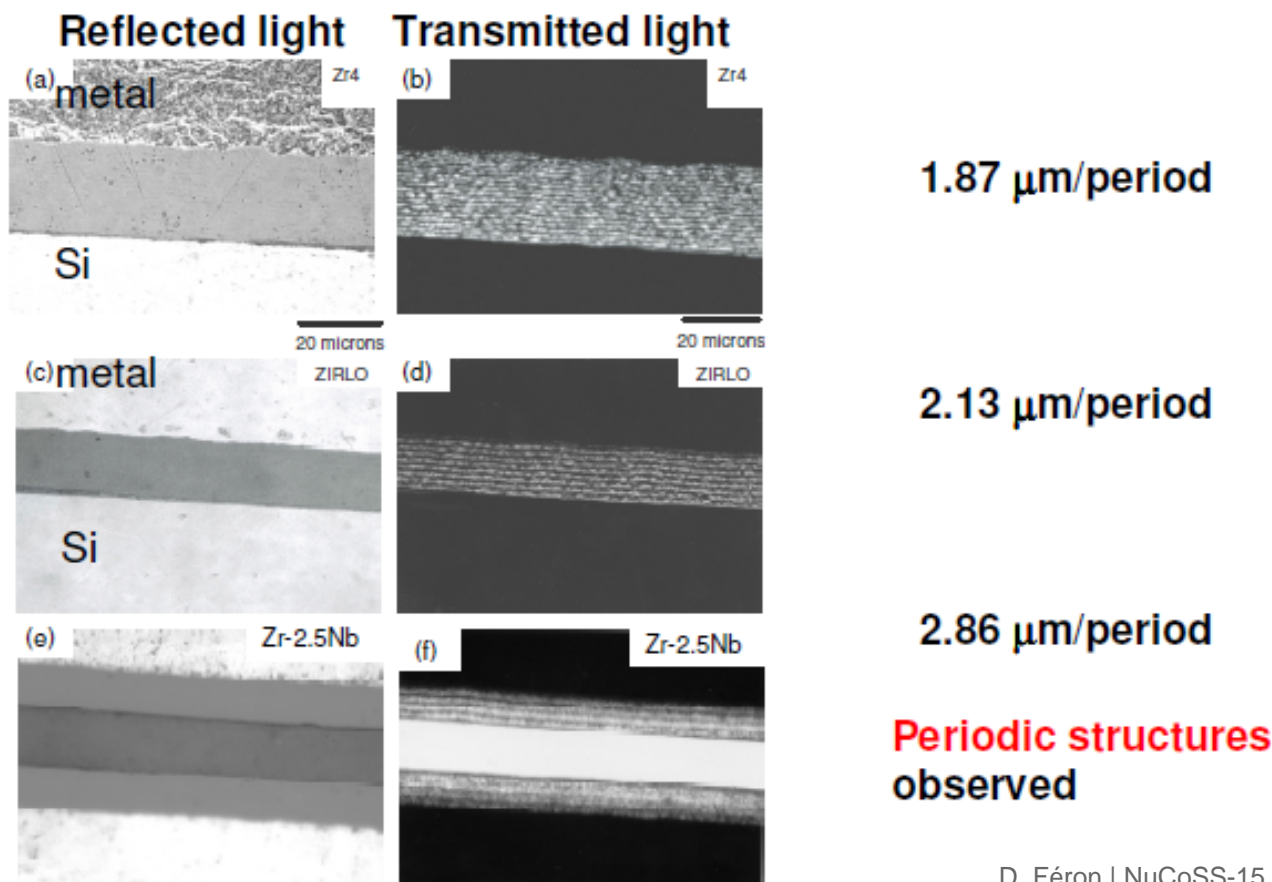 Reflected light Transmitted light
(a) metal Zr4 (b) Zr4
1.87 μm/period
Si
20 microns 20 microns
(c) metal ZIRLO (d) ZIRLO
2.13 μm/period
Si
(e) Zr-2.5Nb (f) Zr-2.5Nb
2.86 μm/period
Periodic structures
observed
D. Féron | NuCoSS-15